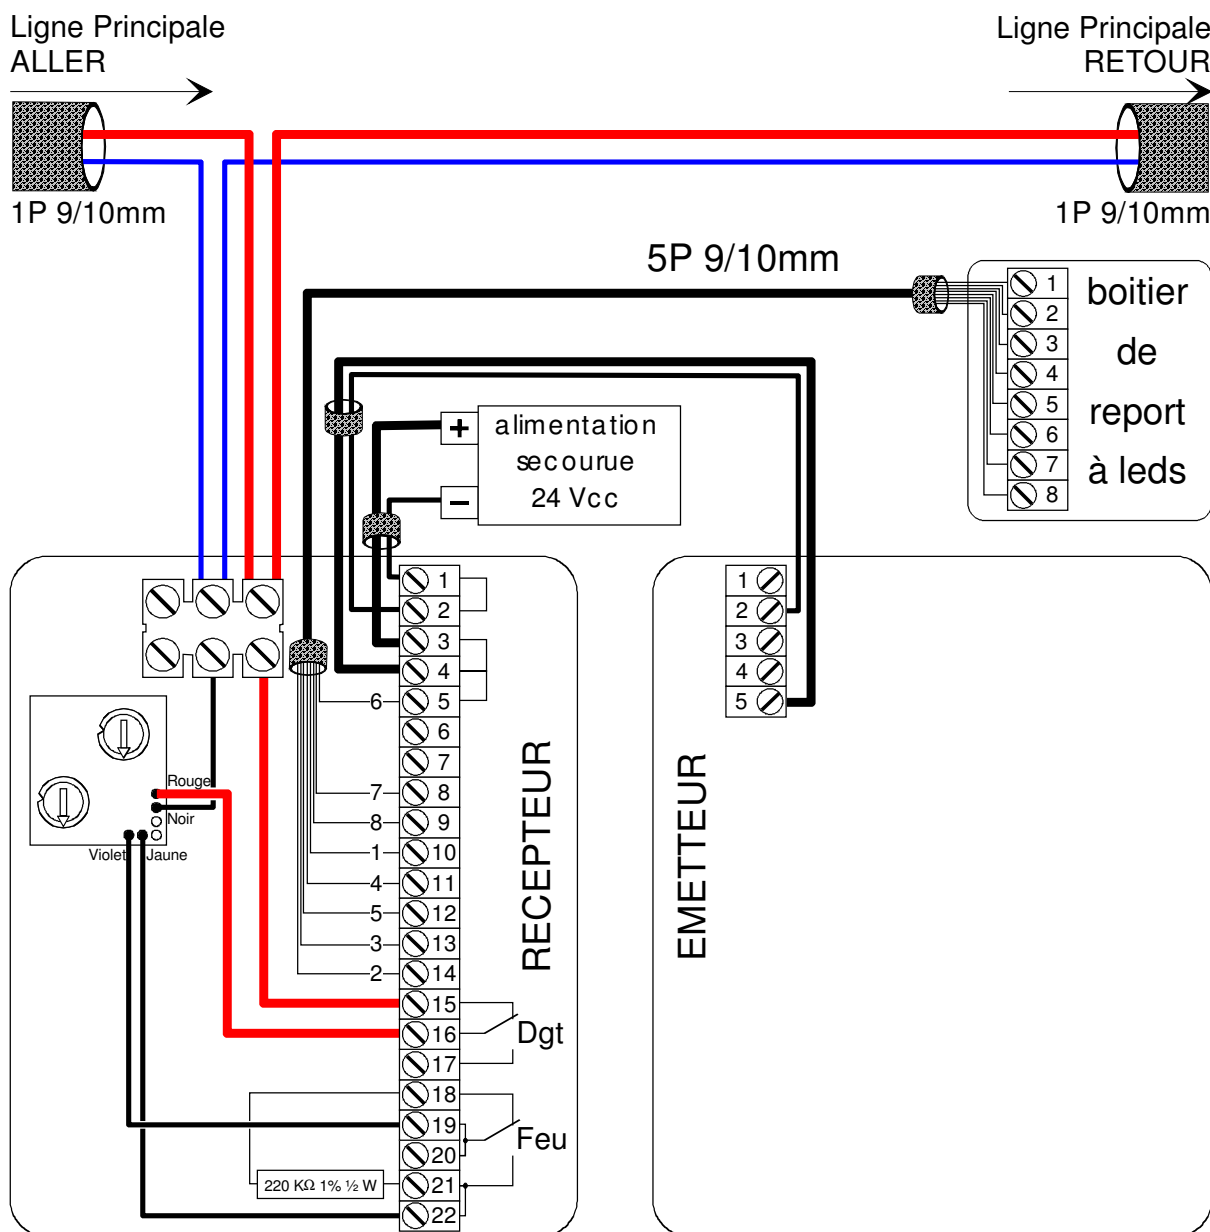 Ligne Principale
ALLER
Ligne Principale
RETOUR
1P 9/10mm
1P 9/10mm
5P 9/10mm
1
2
3
4
5
6
7
8
boitier
de
report
à leds
+
−
alimentation
secourue
24 Vcc
1
2
3
4
5
6
7
8
9
10
11
12
13
14
15
16
17
18
19
20
21
22
6
7
8
1
4
5
3
2
RECEPTEUR
Dgt
Feu
220 KΩ 1% ½ W
Rouge
Noir
Violet
Jaune
1
2
3
4
5
EMETTEUR